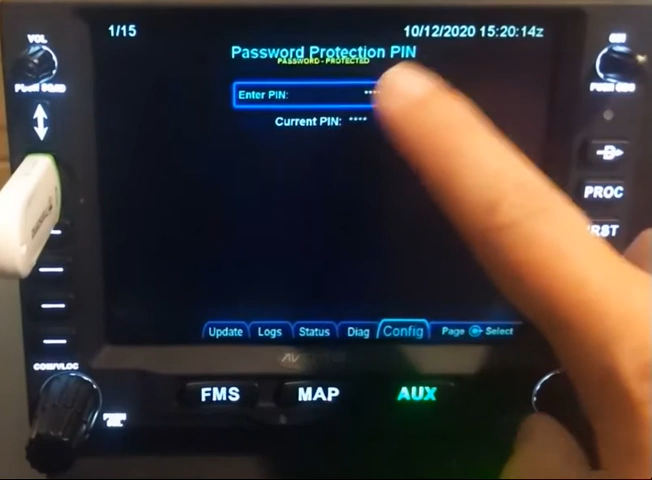 1/15 10/12/2020 15:20:14z
VOL
Password Protection PIN
PASSWORD - PROTECTED
Enter PIN: ****
Current PIN: ****
PROC
Update Logs Status Diag Config Page Select
COM/VLOC
FMS MAP AUX